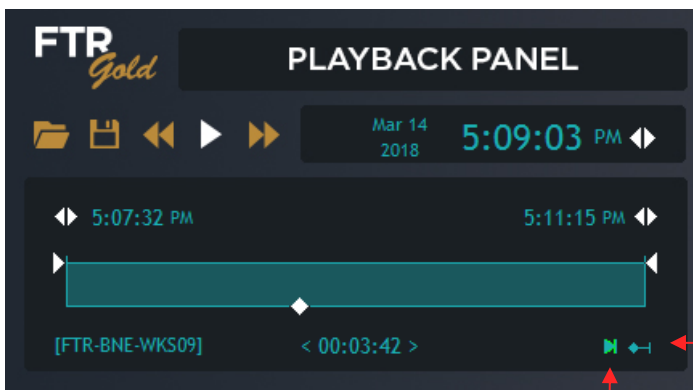 FTR
Gold
PLAYBACK PANEL
Mar 14
2018
5:09:03 PM
5:07:32 PM
5:11:15 PM
[FTR-BNE-WKS09]
< 00:03:42 >